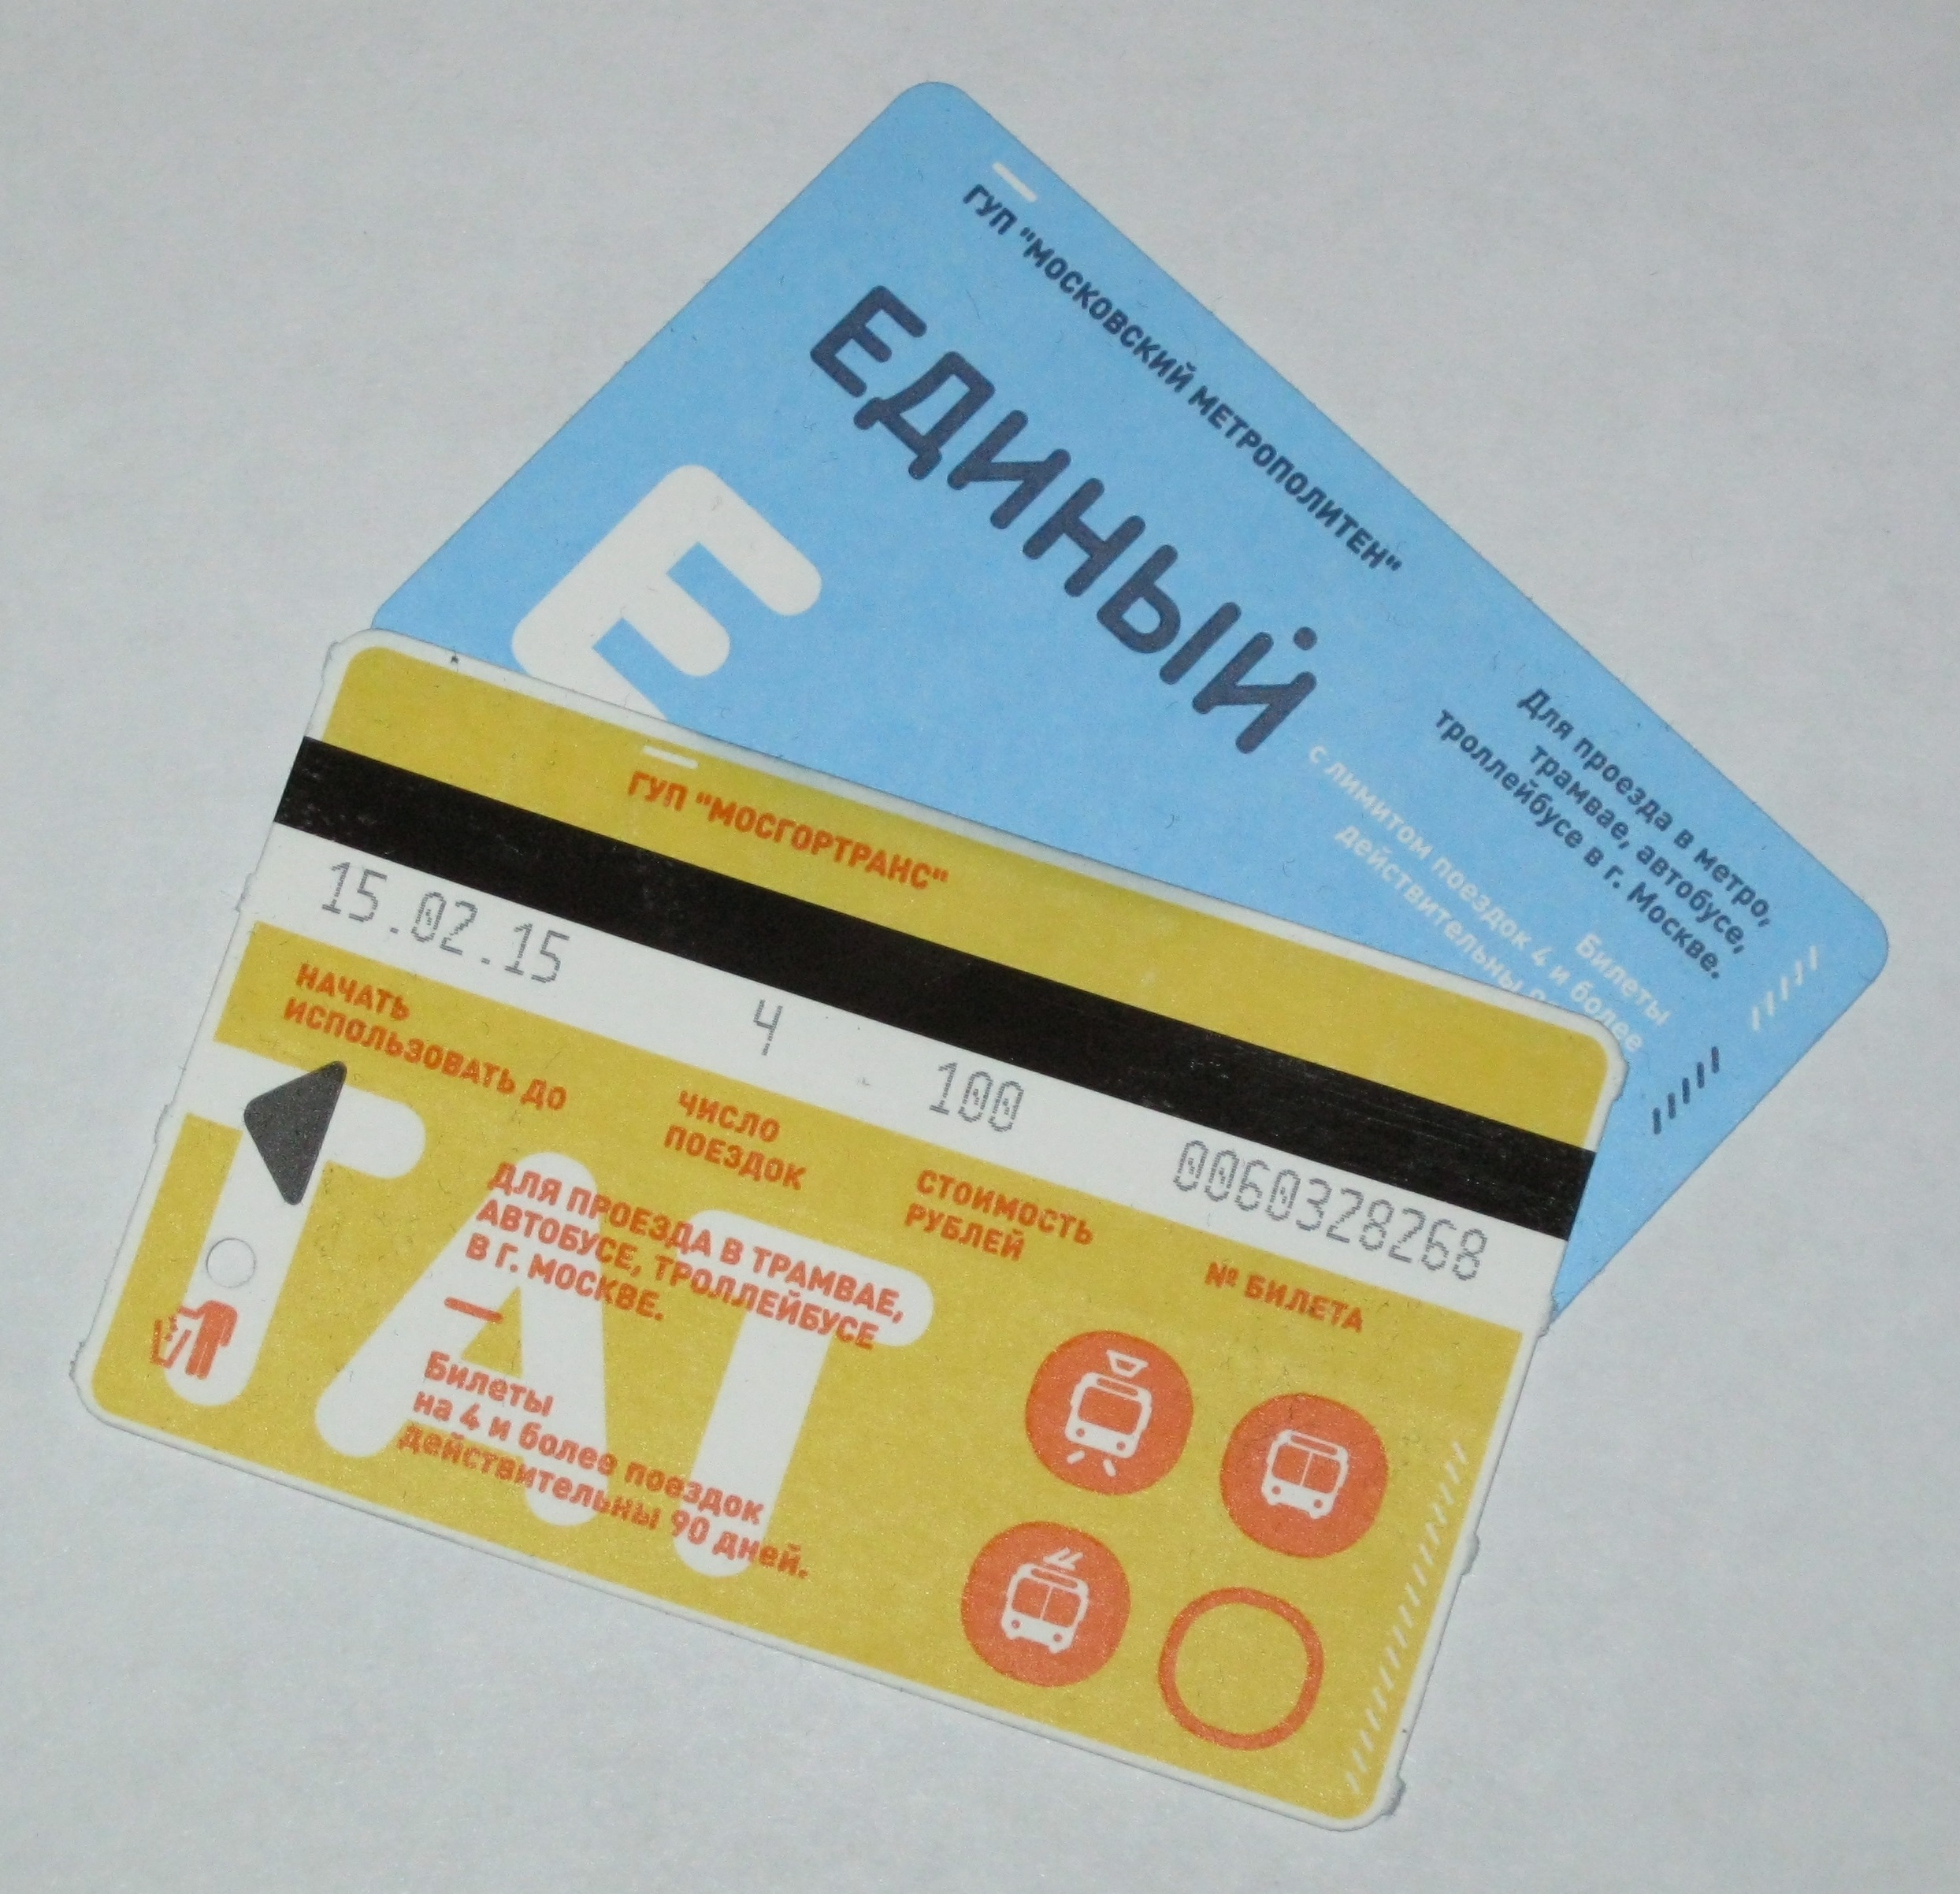 ГУП "МОСКОВСКИЙ МЕТРОПОЛИТЕН"
ЕДИНЫЙ
Е
Для проезда в метро,
трамвае, автобусе,
троллейбусе в г. Москве.
Билеты
с лимитом поездок 4 и более
действительны
ГУП "МОСГОРТРАНС"
15.02.15 4 100 0060328268
НАЧАТЬ
ИСПОЛЬЗОВАТЬ ДО
ЧИСЛО
ПОЕЗДОК
СТОИМОСТЬ
РУБЛЕЙ
№ БИЛЕТА
ТАТ
ДЛЯ ПРОЕЗДА В ТРАМВАЕ,
АВТОБУСЕ, ТРОЛЛЕЙБУСЕ
В Г. МОСКВЕ.
Билеты
на 4 и более поездок
действительны 90 дней.